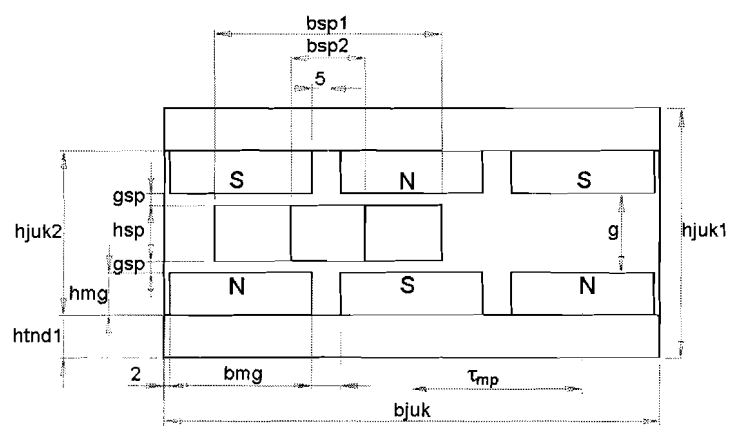 bsp1
bsp2
5
S N S
gsp
hjuk2 hsp g hjuk1
gsp
hmg N S N
htnd1
2 bmg τmp
bjuk